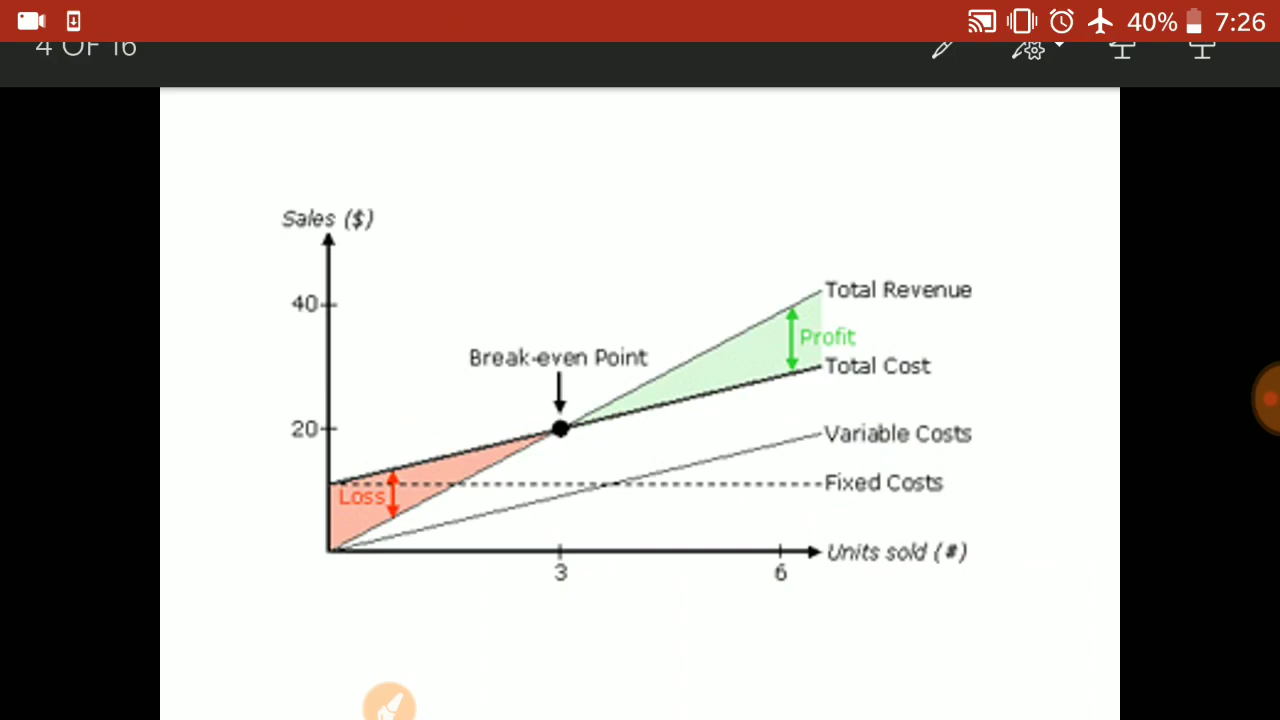 40% 7:26
4 OF 16
Sales ($)
40
Total Revenue
Profit
Break-even Point
Total Cost
20
Variable Costs
Fixed Costs
Loss
Units sold (#)
3 6